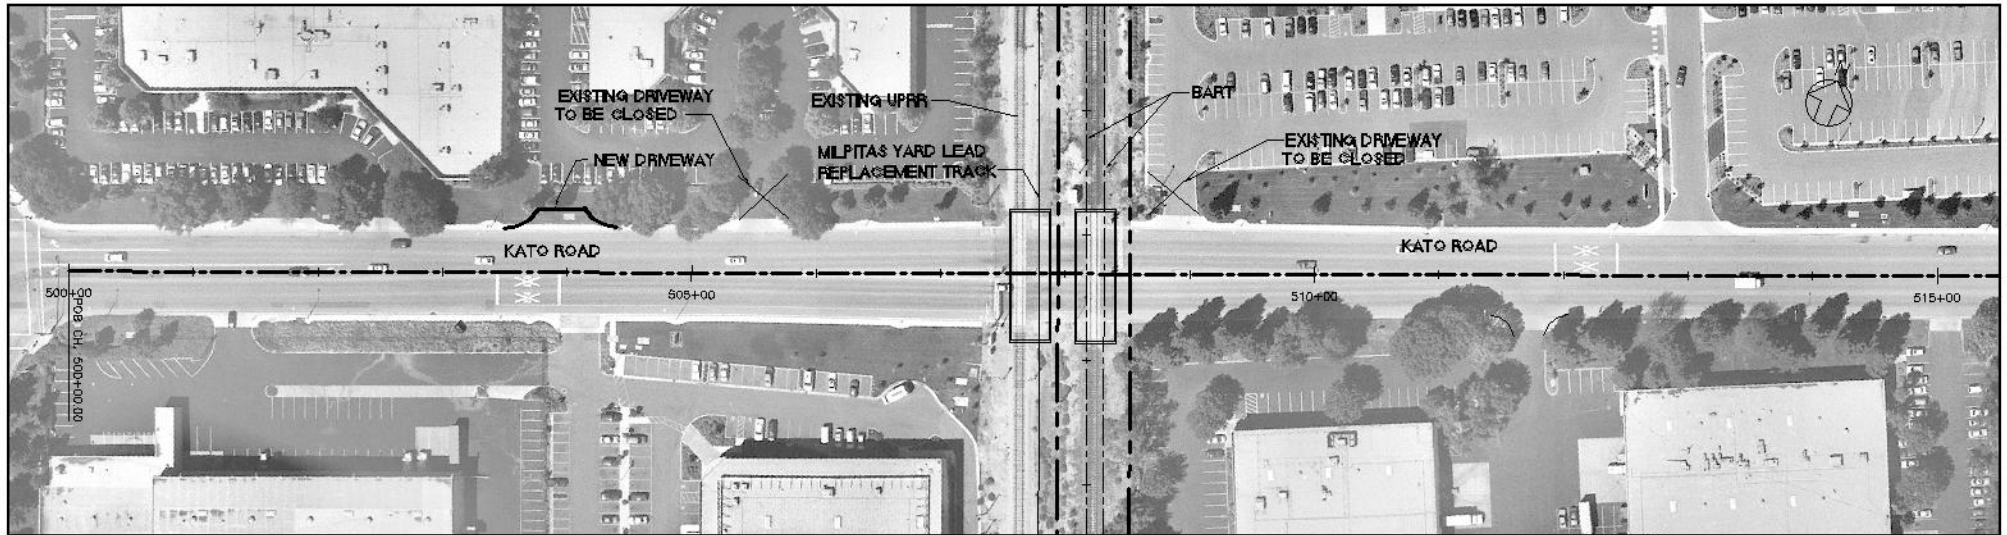 EXISTING DRIVEWAY
TO BE CLOSED
NEW DRIVEWAY
EXISTING UPRR
MILPITAS YARD LEAD
REPLACEMENT TRACK
BART
EXISTING DRIVEWAY
TO BE CLOSED
KATO ROAD
KATO ROAD
500+00
505+00
510+00
515+00
POB CH. 500+00.00